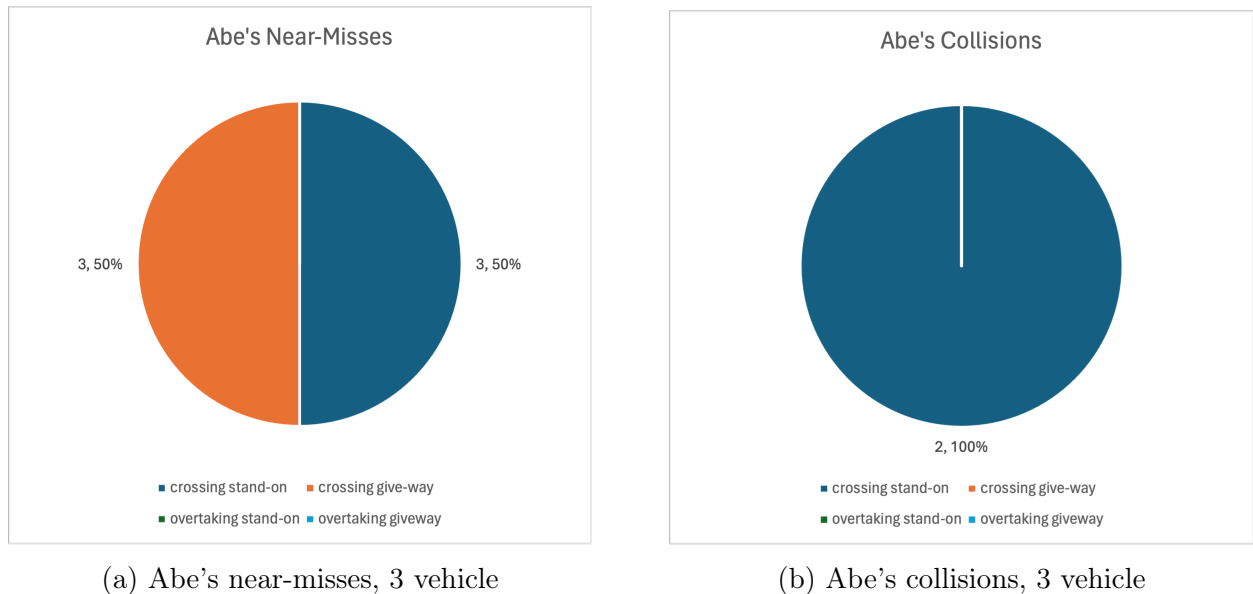 Abe's Near-Misses
3, 50%
3, 50%
crossing stand-on
crossing give-way
overtaking stand-on
overtaking giveway
(a) Abe's near-misses, 3 vehicle
Abe's Collisions
2, 100%
crossing stand-on
crossing give-way
overtaking stand-on
overtaking giveway
(b) Abe's collisions, 3 vehicle